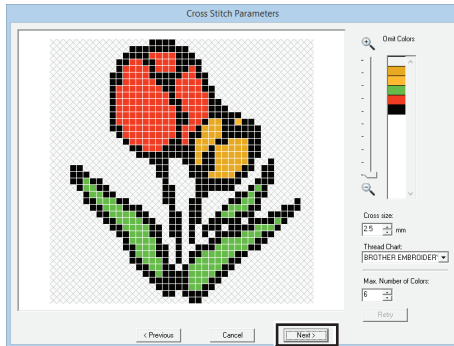 Cross Stitch Parameters
Omit Colors
Cross size:
2.5 mm
Thread Chart:
BROTHER EMBROIDER
Max. Number of Colors:
6
Retry
< Previous
Cancel
Next >